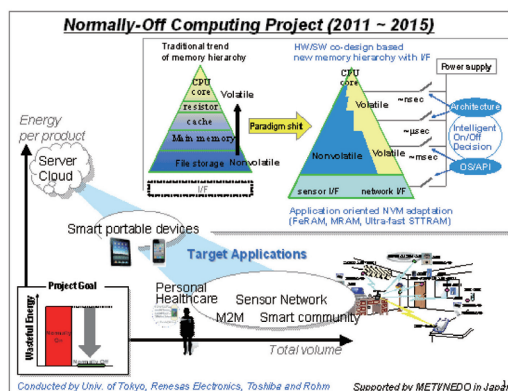 Normally-Off Computing Project (2011 ~ 2015)
Traditional trend
of memory hierarchy
HW/SW co-design based
new memory hierarchy with I/F
Power supply
CPU
core
resistor
cache
Main memory
File storage
I/F
Volatile
Nonvolatile
Paradigm shit
CPU
core
Volatile
Volatile
Nonvolatile
sensor I/F
network I/F
~nsec
~μsec
~msec
Architecture
Intelligent
On/Off
Decision
OS/API
Application oriented NVM adaptation
(FeRAM, MRAM, Ultra-fast STTRAM)
Energy
per product
Server
Cloud
Smart portable devices
Target Applications
Personal
Healthcare
Sensor Network
M2M Smart community
Total volume
Project Goal
Wasteful Energy
Normally On
Normally Off
Conducted by Univ. of Tokyo, Renesas Electronics, Toshiba and Rohm
Supported by METI/NEDO in Japan